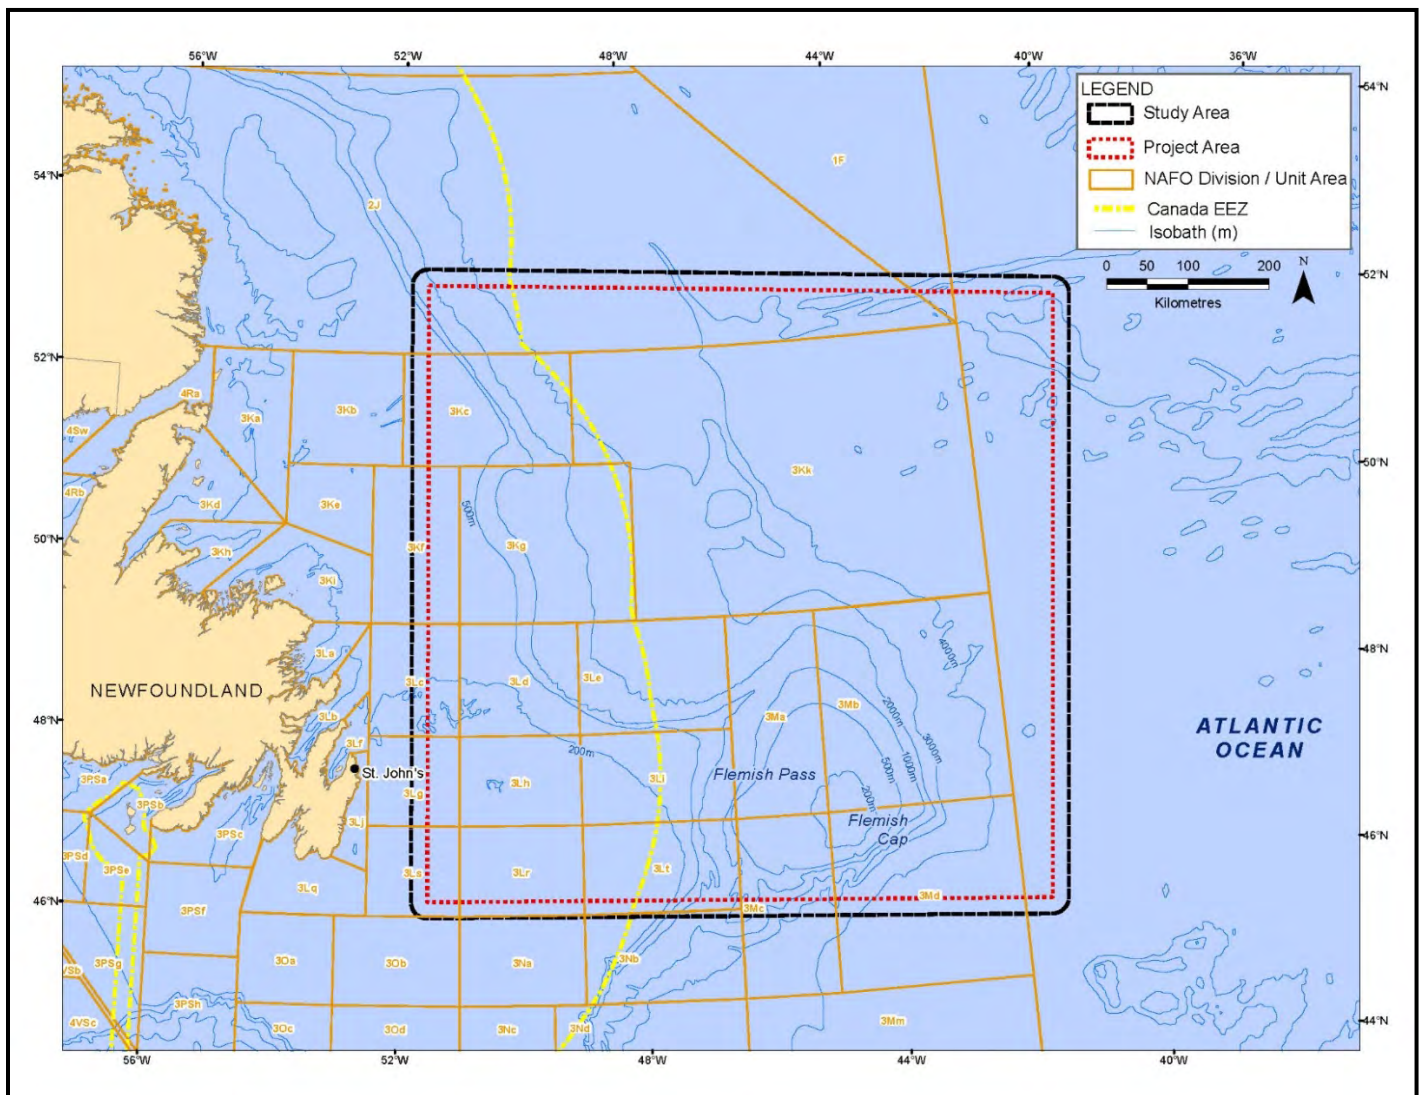 56°W 52°W 48°W 44°W 40°W 36°W
LEGEND
Study Area
Project Area
NAFO Division / Unit Area
Canada EEZ
Isobath (m)
0 50 100 200
Kilometres
N
54°N
54°N
1F
2J
52°N
52°N
4Ra
3Ka
3Kb
3Kc
4Sw
3Kk
50°N
4Rb
3Kd
3Ke
500m
50°N
3Kh
3Kf
3Kg
3Ki
3La
48°N
4000m
3Lc
3Ld
3Le
NEWFOUNDLAND
3Lb
3Ma
3Mb
2000m
48°N
3000m
ATLANTIC
OCEAN
3Lf
200m
1000m
St. John's
500m
3PSa
3Lh
3Li
Flemish Pass
3Lg
200m
3PSb
3Lj
Flemish
Cap
3PSc
46°N
3PSd
3PSe
3Ls
3Lr
3Lt
3Lq
46°N
3Md
3PSf
3Mc
3PSg
3Oa
3Ob
3Na
3Nb
VSb
3PSh
4VSc
3Oc
3Od
3Nc
3Nd
3Mm
44°N
56°W 52°W 48°W 44°W 40°W